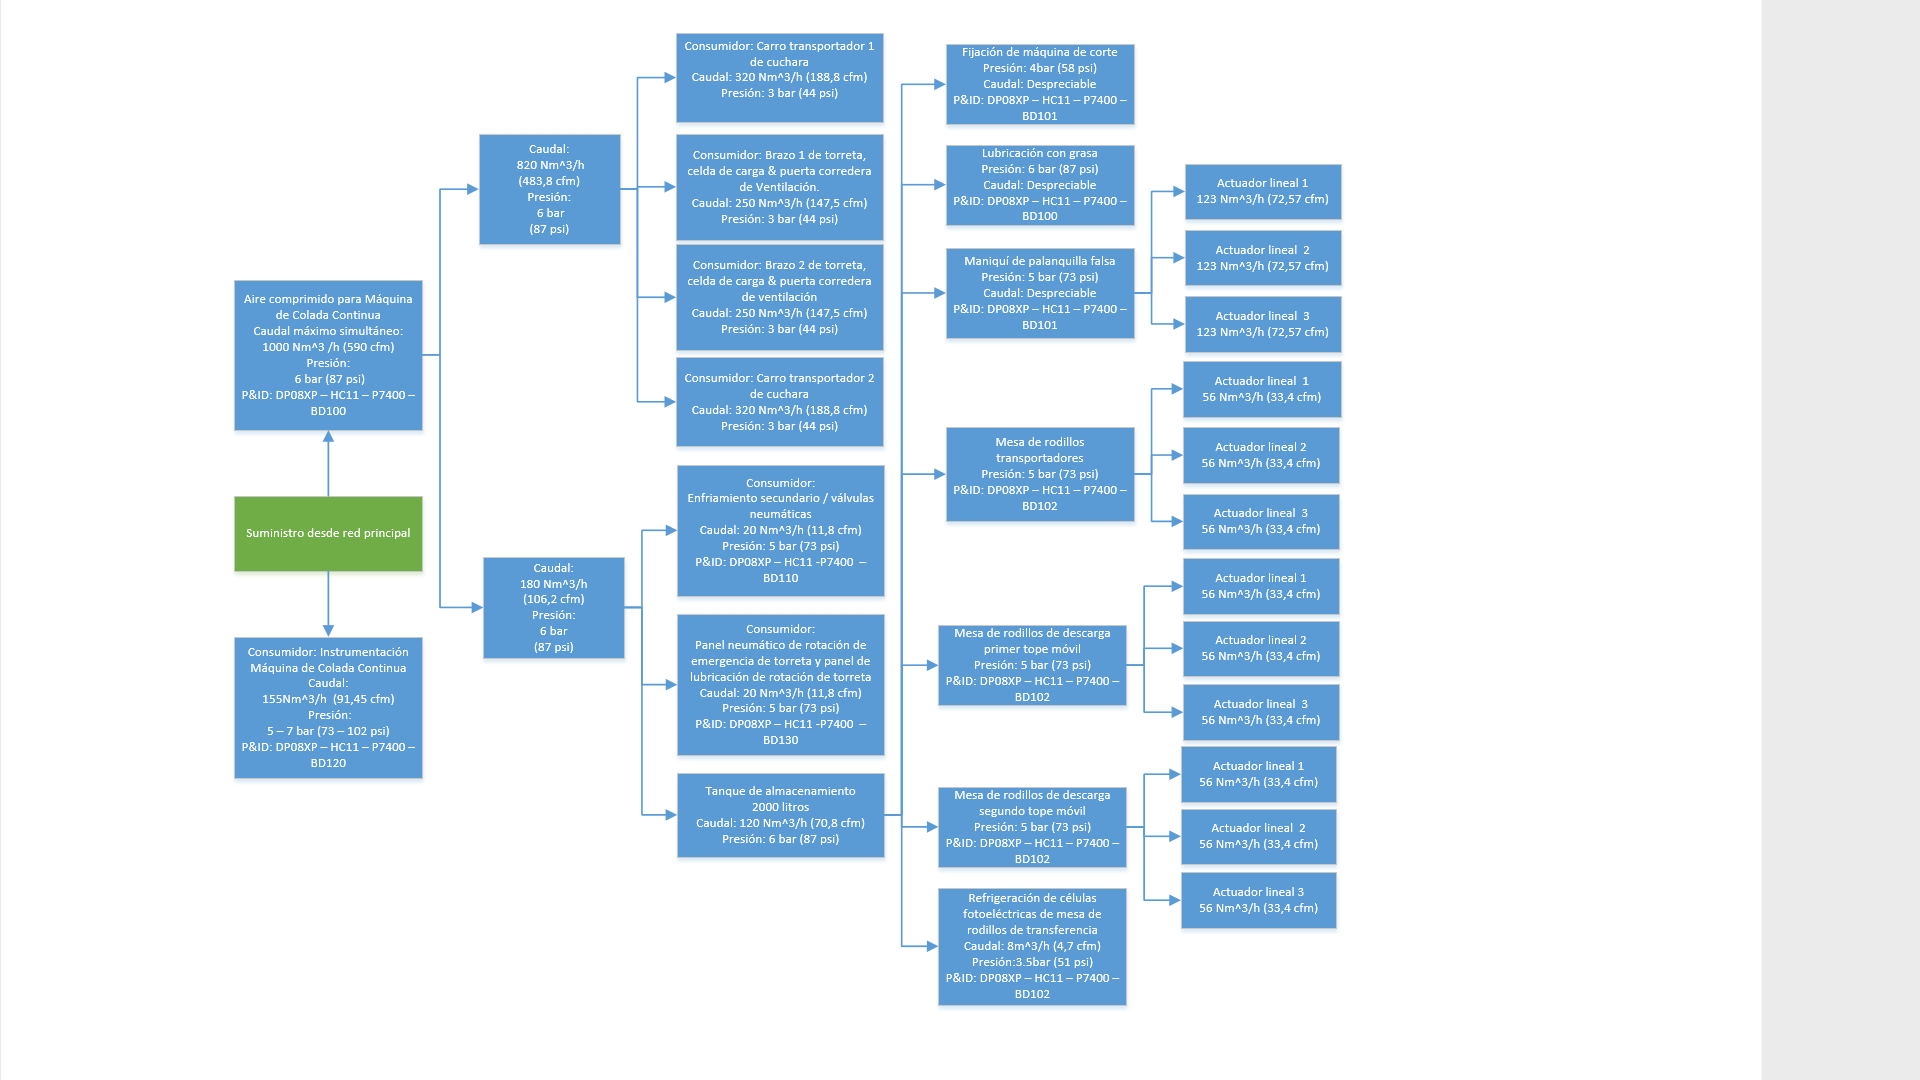 Aire comprimido para Máquina
de Colada Continua
Caudal máximo simultáneo:
1000 Nm^3 /h (590 cfm)
Presión:
6 bar (87 psi)
P&ID: DP08XP – HC11 – P7400 –
BD100
Suministro desde red principal
Consumidor: Instrumentación
Máquina de Colada Continua
Caudal:
155Nm^3/h  (91,45 cfm)
Presión:
5 – 7 bar (73 – 102 psi)
P&ID: DP08XP – HC11 – P7400 –
BD120
Caudal:
820 Nm^3/h
(483,8 cfm)
Presión:
6 bar
(87 psi)
Caudal:
180 Nm^3/h
(106,2 cfm)
Presión:
6 bar
(87 psi)
Consumidor: Carro transportador 1
de cuchara
Caudal: 320 Nm^3/h (188,8 cfm)
Presión: 3 bar (44 psi)
Consumidor: Brazo 1 de torreta,
celda de carga & puerta corredera
de Ventilación.
Caudal: 250 Nm^3/h (147,5 cfm)
Presión: 3 bar (44 psi)
Consumidor: Brazo 2 de torreta,
celda de carga & puerta corredera
de ventilación
Caudal: 250 Nm^3/h (147,5 cfm)
Presión: 3 bar (44 psi)
Consumidor: Carro transportador 2
de cuchara
Caudal: 320 Nm^3/h (188,8 cfm)
Presión: 3 bar (44 psi)
Consumidor:
Enfriamiento secundario / válvulas
neumáticas
Caudal: 20 Nm^3/h (11,8 cfm)
Presión: 5 bar (73 psi)
P&ID: DP08XP – HC11 -P7400  –
BD110
Consumidor:
Panel neumático de rotación de
emergencia de torreta y panel de
lubricación de rotación de torreta
Caudal: 20 Nm^3/h (11,8 cfm)
Presión: 5 bar (73 psi)
P&ID: DP08XP – HC11 -P7400  –
BD130
Tanque de almacenamiento
2000 litros
Caudal: 120 Nm^3/h (70,8 cfm)
Presión: 6 bar (87 psi)
Fijación de máquina de corte
Presión: 4bar (58 psi)
Caudal: Despreciable
P&ID: DP08XP – HC11 – P7400 –
BD101
Lubricación con grasa
Presión: 6 bar (87 psi)
Caudal: Despreciable
P&ID: DP08XP – HC11 – P7400 –
BD100
Maniquí de palanquilla falsa
Presión: 5 bar (73 psi)
Caudal: Despreciable
P&ID: DP08XP – HC11 – P7400 –
BD101
Mesa de rodillos
transportadores
Presión: 5 bar (73 psi)
P&ID: DP08XP – HC11 – P7400 –
BD102
Mesa de rodillos de descarga
primer tope móvil
Presión: 5 bar (73 psi)
P&ID: DP08XP – HC11 – P7400 –
BD102
Mesa de rodillos de descarga
segundo tope móvil
Presión: 5 bar (73 psi)
P&ID: DP08XP – HC11 – P7400 –
BD102
Refrigeración de células
fotoeléctricas de mesa de
rodillos de transferencia
Caudal: 8m^3/h (4,7 cfm)
Presión:3.5bar (51 psi)
P&ID: DP08XP – HC11 – P7400 –
BD102
Actuador lineal 1
123 Nm^3/h (72,57 cfm)
Actuador lineal  2
123 Nm^3/h (72,57 cfm)
Actuador lineal  3
123 Nm^3/h (72,57 cfm)
Actuador lineal  1
56 Nm^3/h (33,4 cfm)
Actuador lineal 2
56 Nm^3/h (33,4 cfm)
Actuador lineal  3
56 Nm^3/h (33,4 cfm)
Actuador lineal 1
56 Nm^3/h (33,4 cfm)
Actuador lineal 2
56 Nm^3/h (33,4 cfm)
Actuador lineal  3
56 Nm^3/h (33,4 cfm)
Actuador lineal 1
56 Nm^3/h (33,4 cfm)
Actuador lineal  2
56 Nm^3/h (33,4 cfm)
Actuador lineal 3
56 Nm^3/h (33,4 cfm)